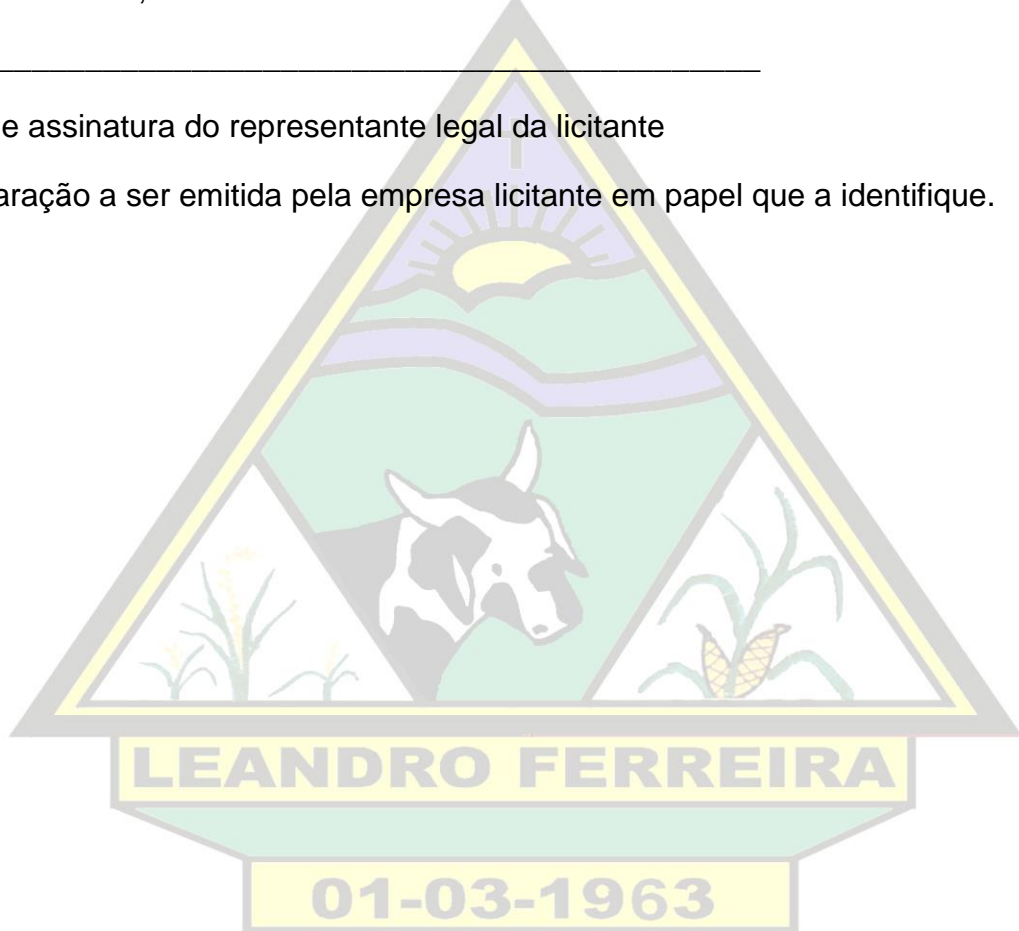 e assinatura do representante legal da licitante
aração a ser emitida pela empresa licitante em papel que a identifique.
LEANDRO FERREIRA
01-03-1963